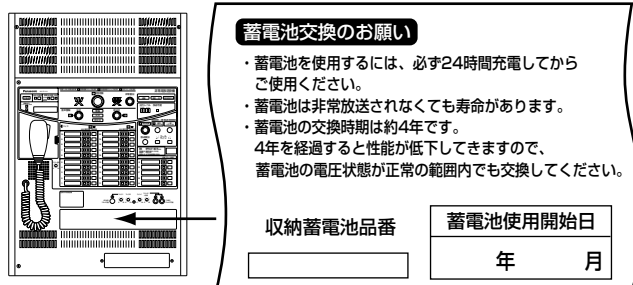 蓄電池交換のお願い
・蓄電池を使用するには、必ず24時間充電してから
ご使用ください。
・蓄電池は非常放送されなくても寿命があります。
・蓄電池の交換時期は約4年です。
4年を経過すると性能が低下してきますので、
蓄電池の電圧状態が正常の範囲内でも交換してください。
収納蓄電池品番
蓄電池使用開始日
年 月
Panasonic